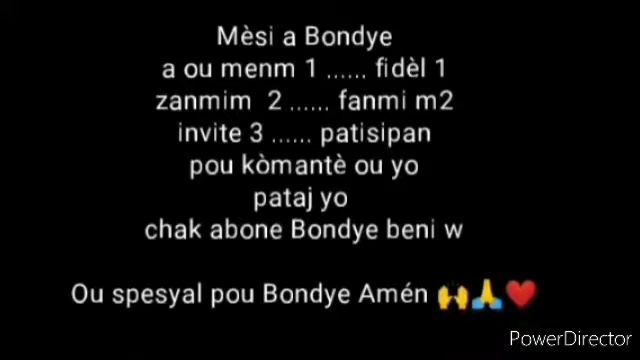 Mèsi a Bondye
a ou menm 1 ...... fidèl 1
zanmim 2 ...... fanmi m2
invite 3 ...... patisipan
pou kòmantè ou yo
pataj yo
chak abone Bondye beni w
Ou spesyal pou Bondye Amén 🙌🙏❤️
PowerDirector